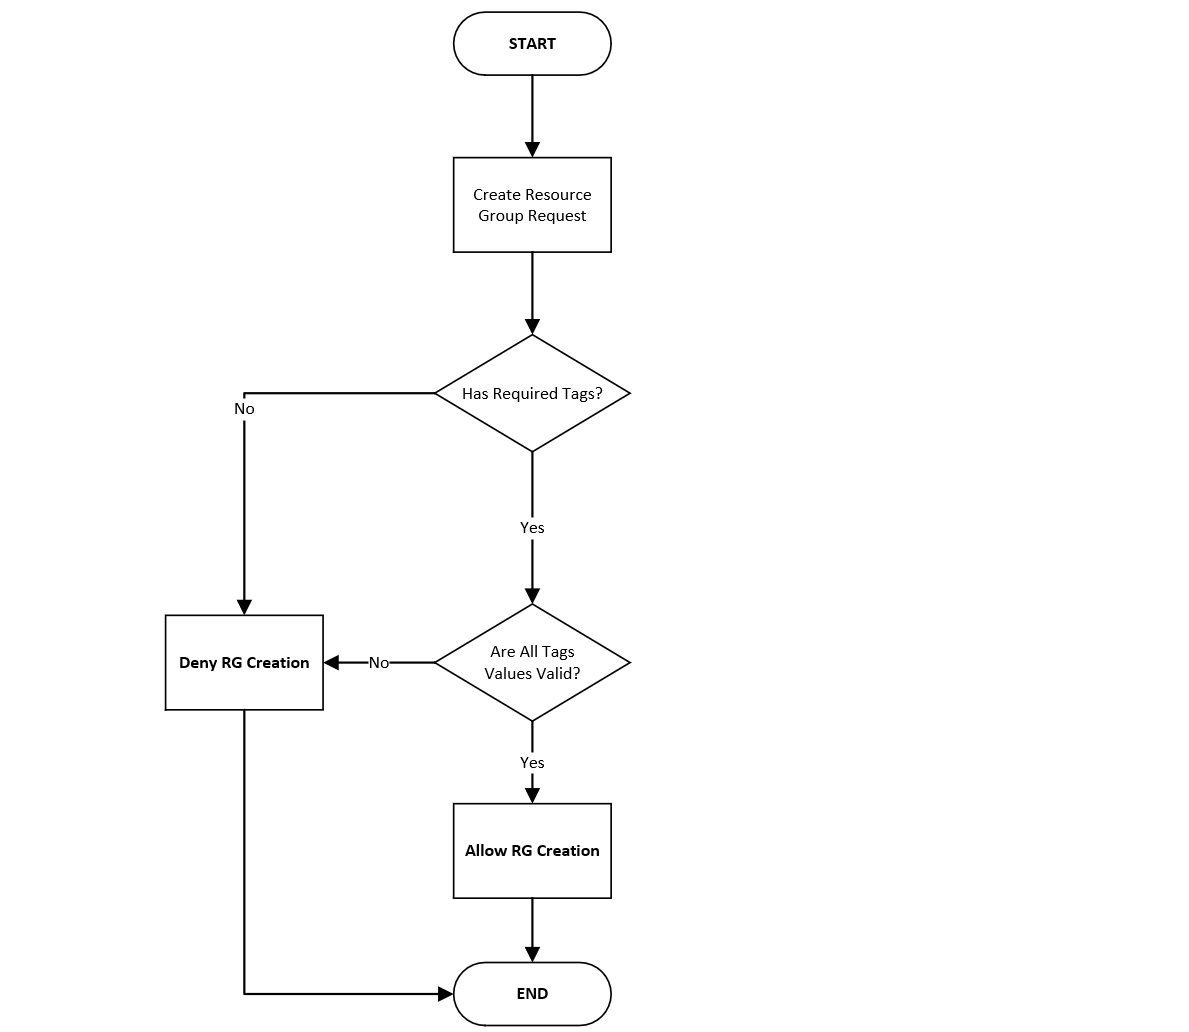 START
Create Resource
Group Request
Has Required Tags?
No
Yes
Are All Tags
Values Valid?
No
Deny RG Creation
Yes
Allow RG Creation
END